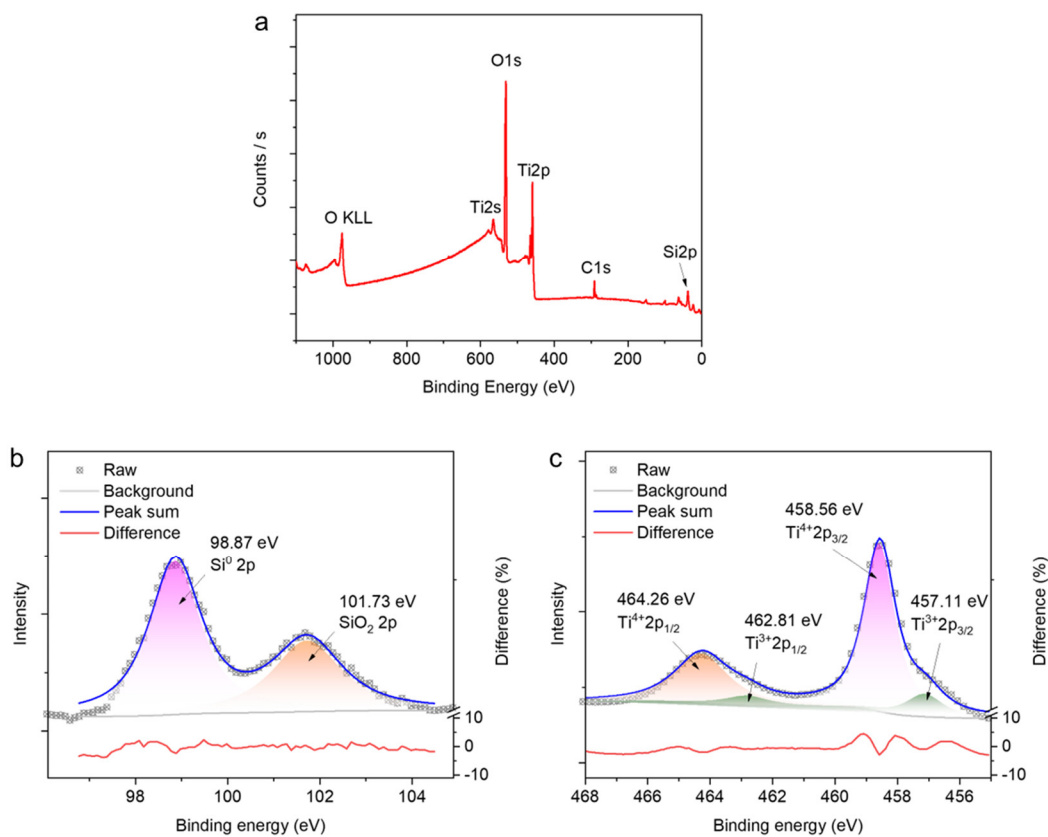 a
O1s
Ti2p
Ti2s
O KLL
C1s
Si2p
Counts / s
1000 800 600 400 200 0
Binding Energy (eV)
b
Raw
Background
Peak sum
Difference
98.87 eV
Si⁰ 2p
101.73 eV
SiO₂ 2p
Intensity
Difference (%)
10
0
-10
98 100 102 104
Binding energy (eV)
c
Raw
Background
Peak sum
Difference
458.56 eV
Ti⁴⁺2p₃/₂
464.26 eV
Ti⁴⁺2p₁/₂
462.81 eV
Ti³⁺2p₁/₂
457.11 eV
Ti³⁺2p₃/₂
Intensity
Difference (%)
10
0
-10
468 466 464 462 460 458 456
Binding energy (eV)